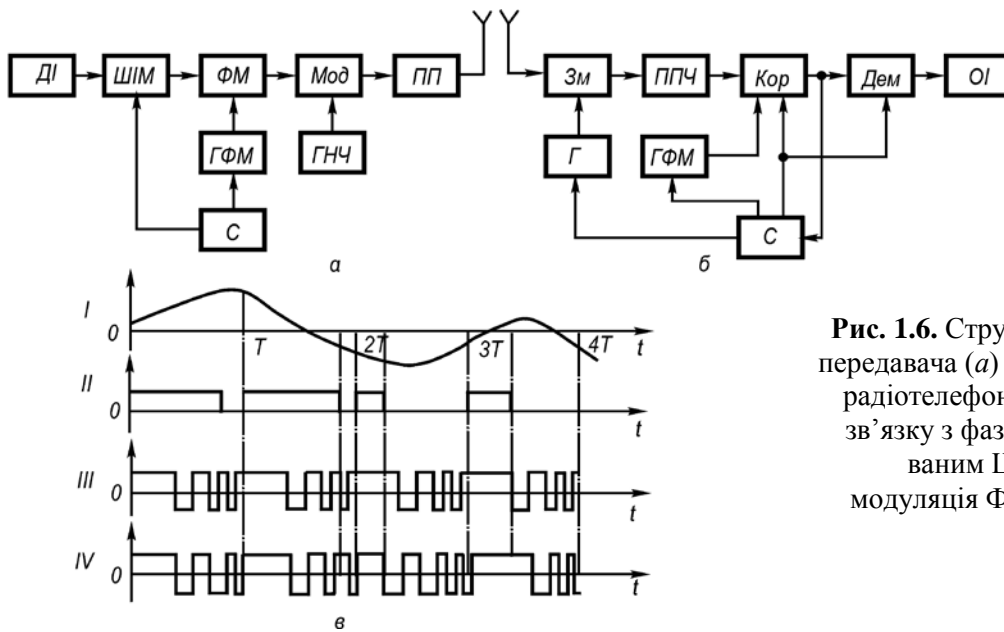 ДІ ШІМ ФМ Мод ПП Зм ППЧ Кор Дем ОІ
ГФМ ГНЧ Г ГФМ
С С
а б
I
0 T 2T 3T 4T t
II
0 t
III
0 t
IV
0 t
в
Рис. 1.6. Стру
передавача (а)
радіотелефон
зв’язку з фаз
ваним Ц
модуляція Ф